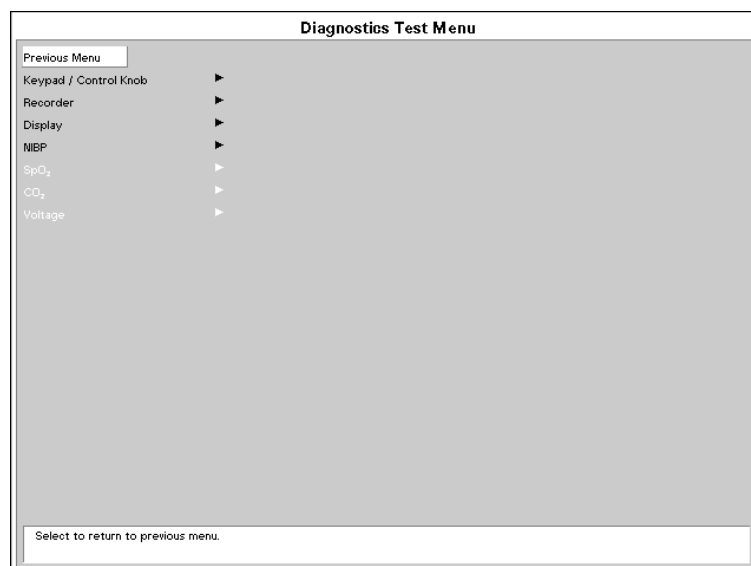 Diagnostics Test Menu
Previous Menu
Keypad / Control Knob
Recorder
Display
NIBP
SpO₂
CO₂
Voltage
Select to return to previous menu.